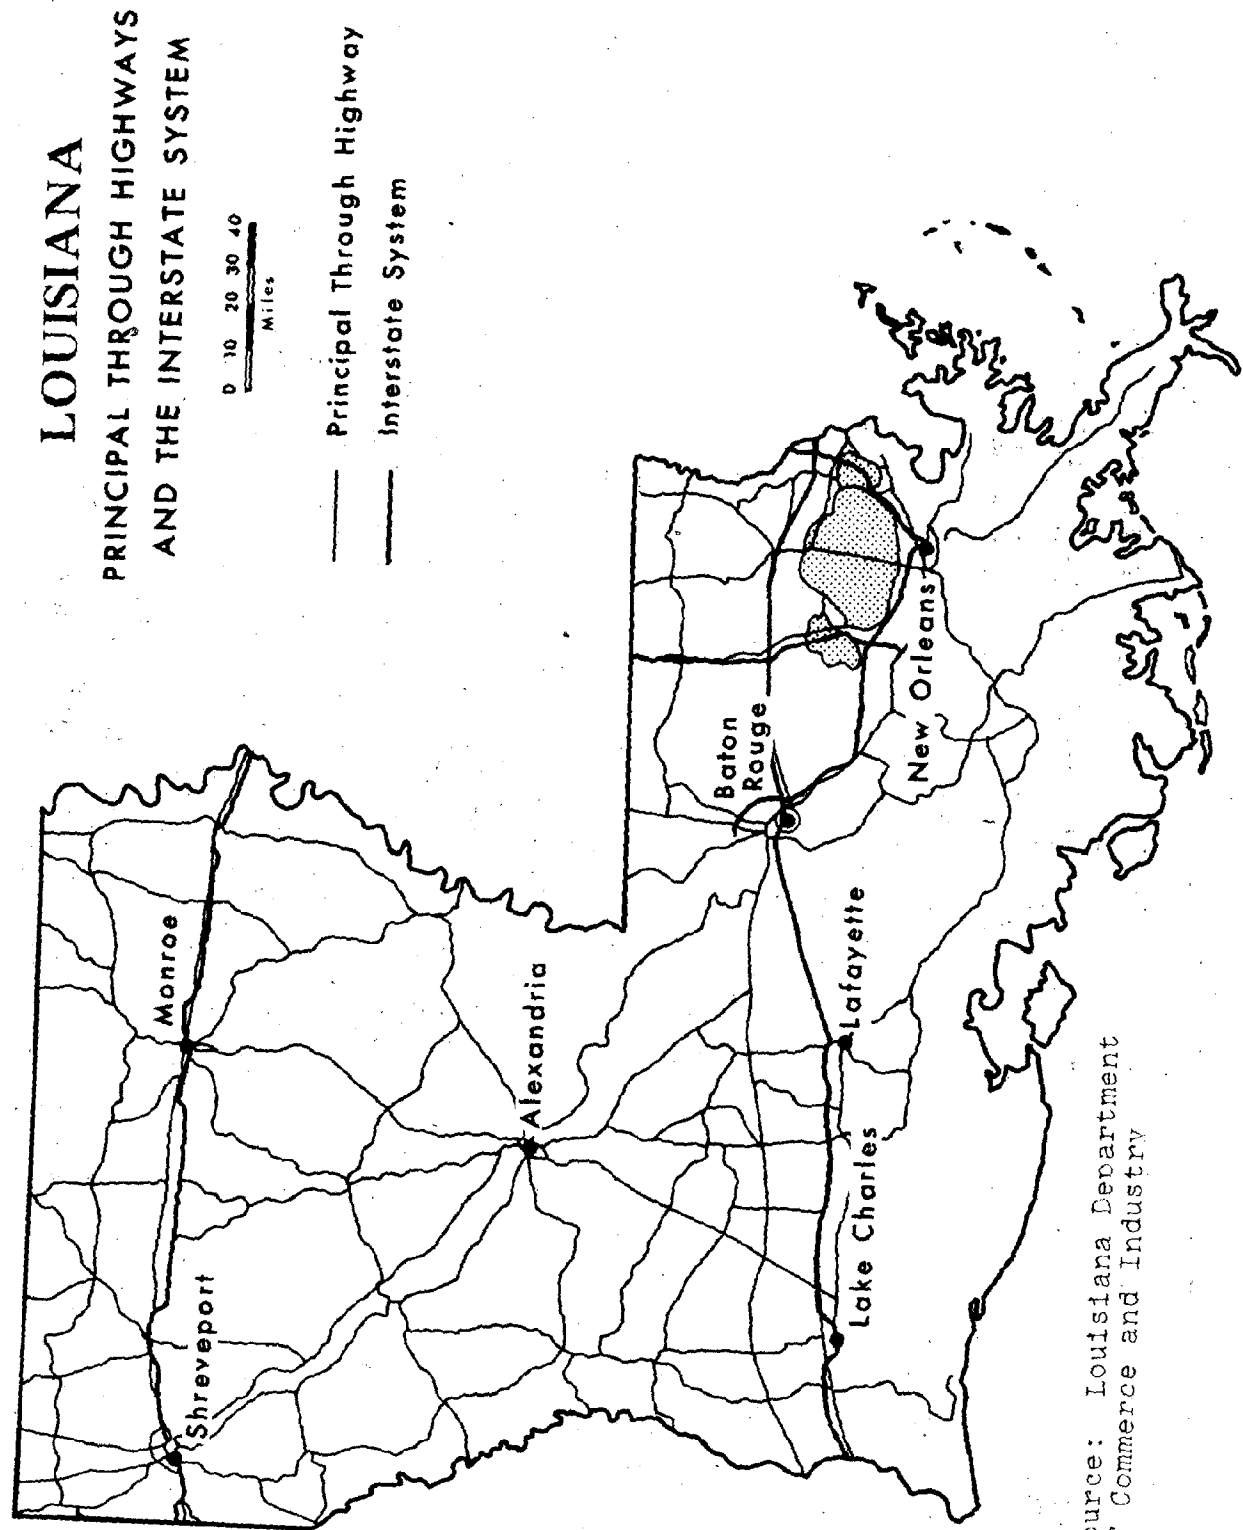 LOUISIANA
PRINCIPAL THROUGH HIGHWAYS
AND THE INTERSTATE SYSTEM
0 10 20 30 40
Miles
Principal Through Highway
Interstate System
Shreveport
Monroe
Alexandria
Baton
Rouge
New Orleans
Lafayette
Lake Charles
urce: Louisiana Department
Commerce and Industry